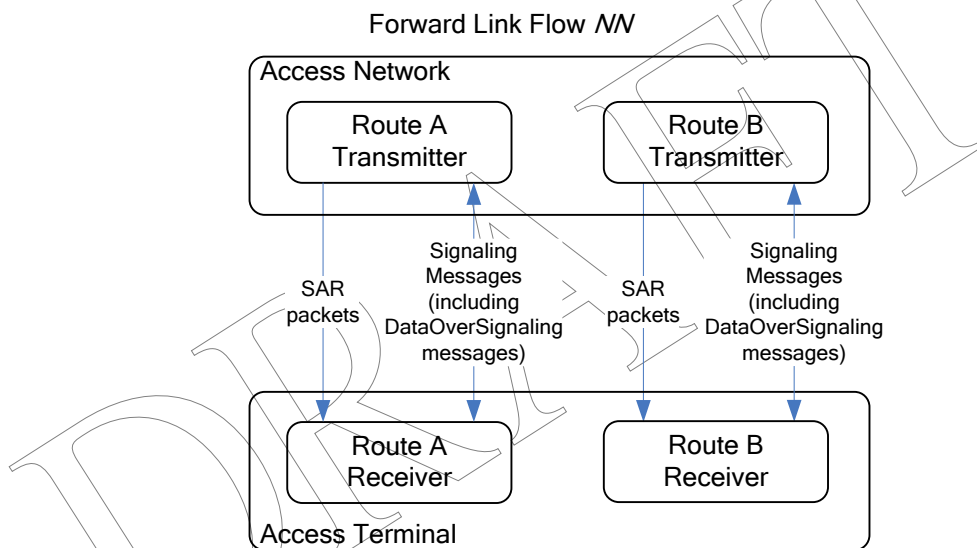 Forward Link Flow NN
Access Network
Route A
Transmitter
Route B
Transmitter
SAR
packets
Signaling
Messages
(including
DataOverSignaling
messages)
SAR
packets
Signaling
Messages
(including
DataOverSignaling
messages)
Route A
Receiver
Route B
Receiver
Access Terminal
DRAFT